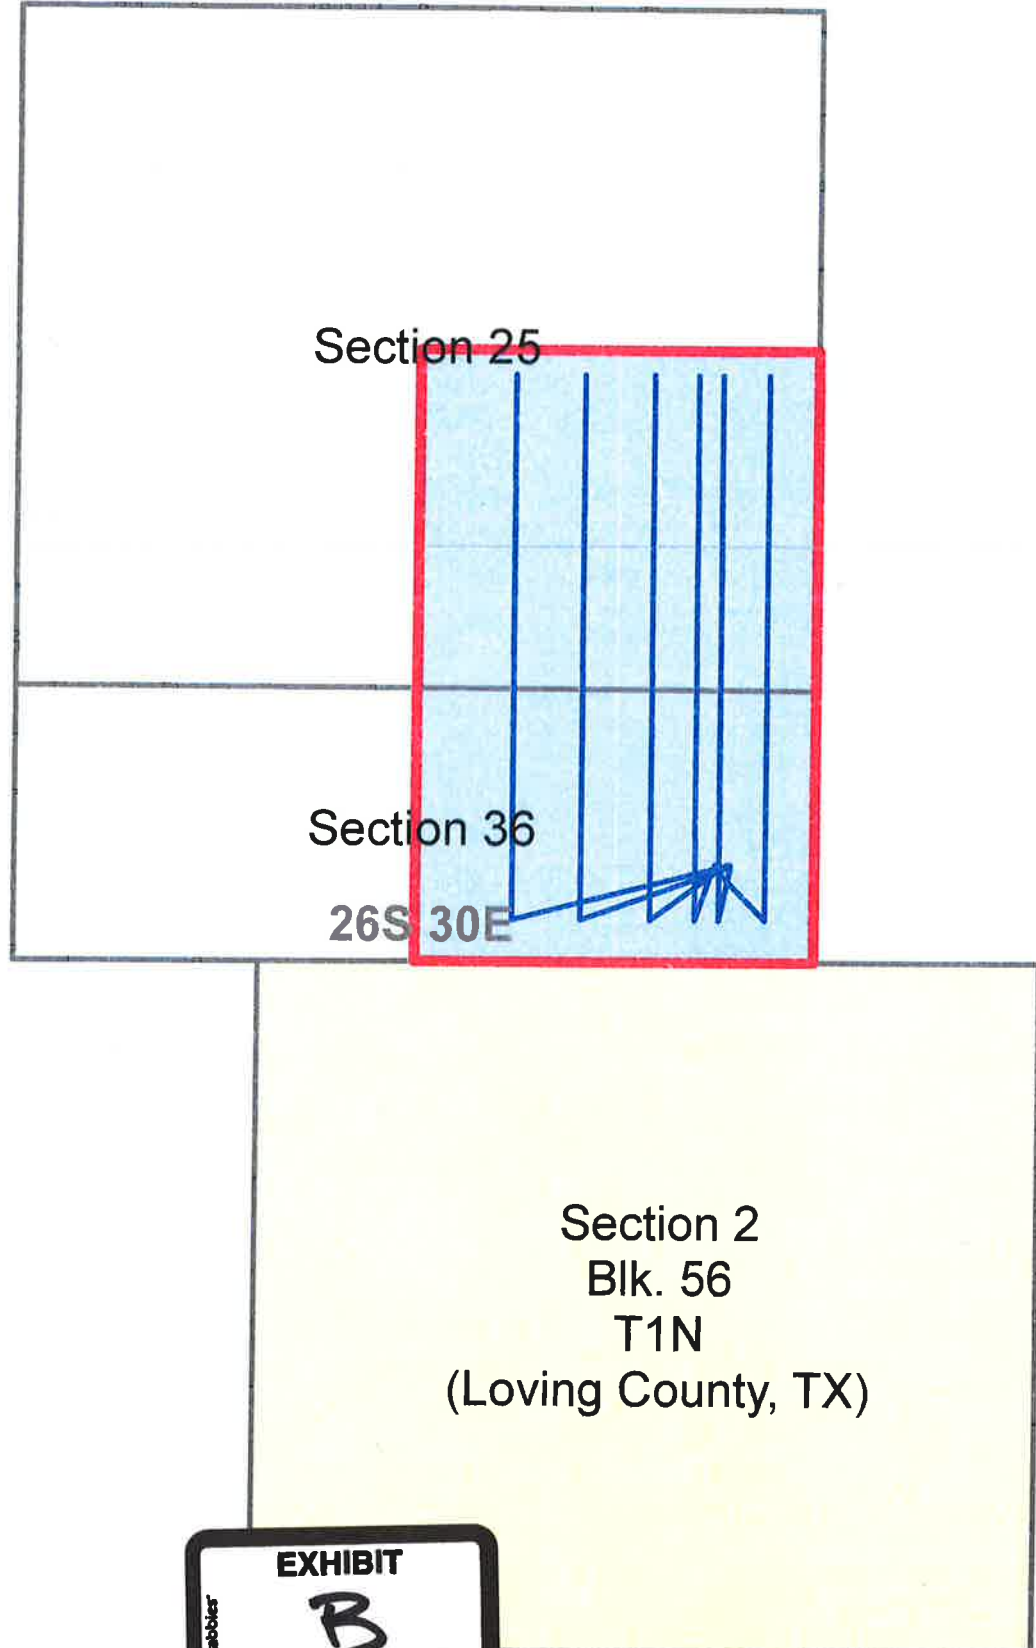 Section 25
Section 36
26S 30E
Section 2
Blk. 56
T1N
(Loving County, TX)
EXHIBIT
B